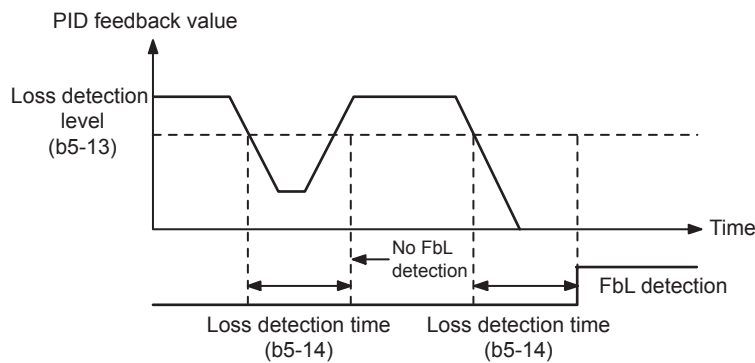 PID feedback value
Loss detection
level
(b5-13)
Time
No FbL
detection
FbL detection
Loss detection time
(b5-14)
Loss detection time
(b5-14)